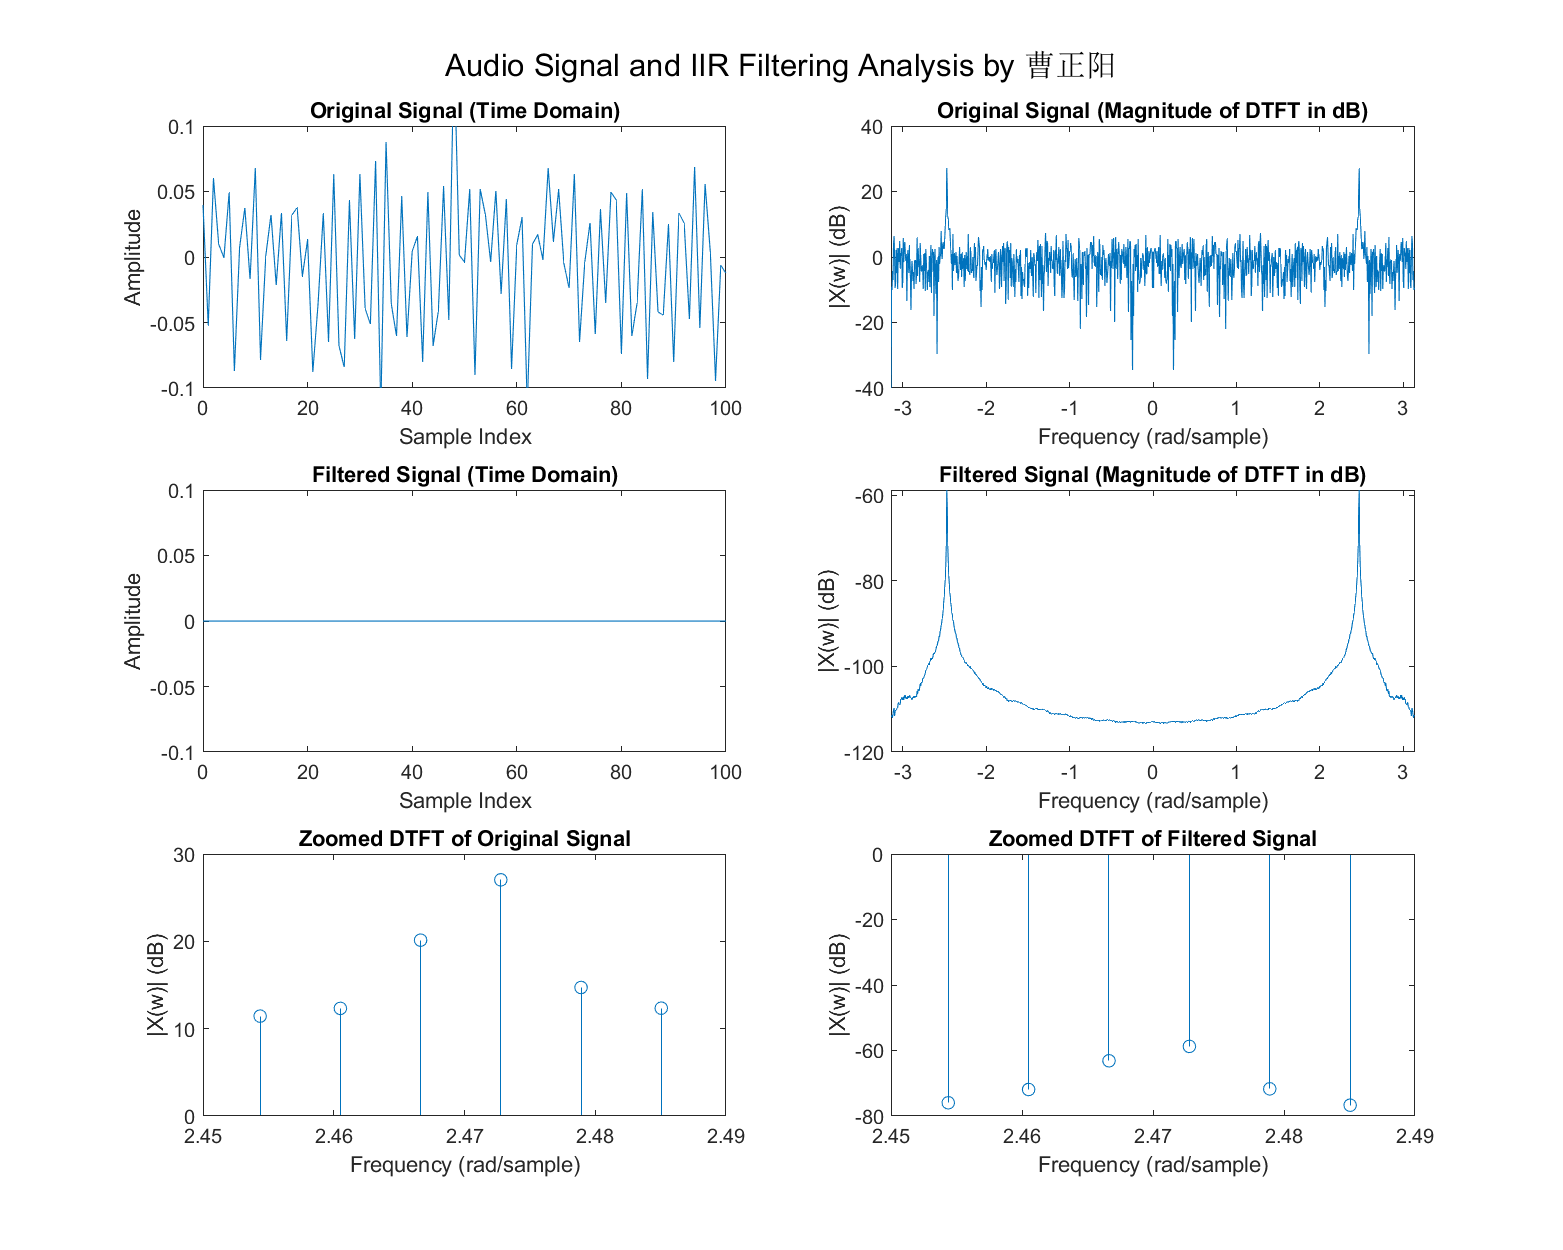 Audio Signal and IIR Filtering Analysis by 曹正阳
Original Signal (Time Domain)
0.1
0.05
0
-0.05
-0.1
Amplitude
0 20 40 60 80 100
Sample Index
Original Signal (Magnitude of DTFT in dB)
40
20
0
-20
-40
|X(w)| (dB)
-3 -2 -1 0 1 2 3
Frequency (rad/sample)
Filtered Signal (Time Domain)
0.1
0.05
0
-0.05
-0.1
Amplitude
0 20 40 60 80 100
Sample Index
Filtered Signal (Magnitude of DTFT in dB)
-60
-80
-100
-120
|X(w)| (dB)
-3 -2 -1 0 1 2 3
Frequency (rad/sample)
Zoomed DTFT of Original Signal
30
20
10
0
|X(w)| (dB)
2.45 2.46 2.47 2.48 2.49
Frequency (rad/sample)
Zoomed DTFT of Filtered Signal
0
-20
-40
-60
-80
|X(w)| (dB)
2.45 2.46 2.47 2.48 2.49
Frequency (rad/sample)